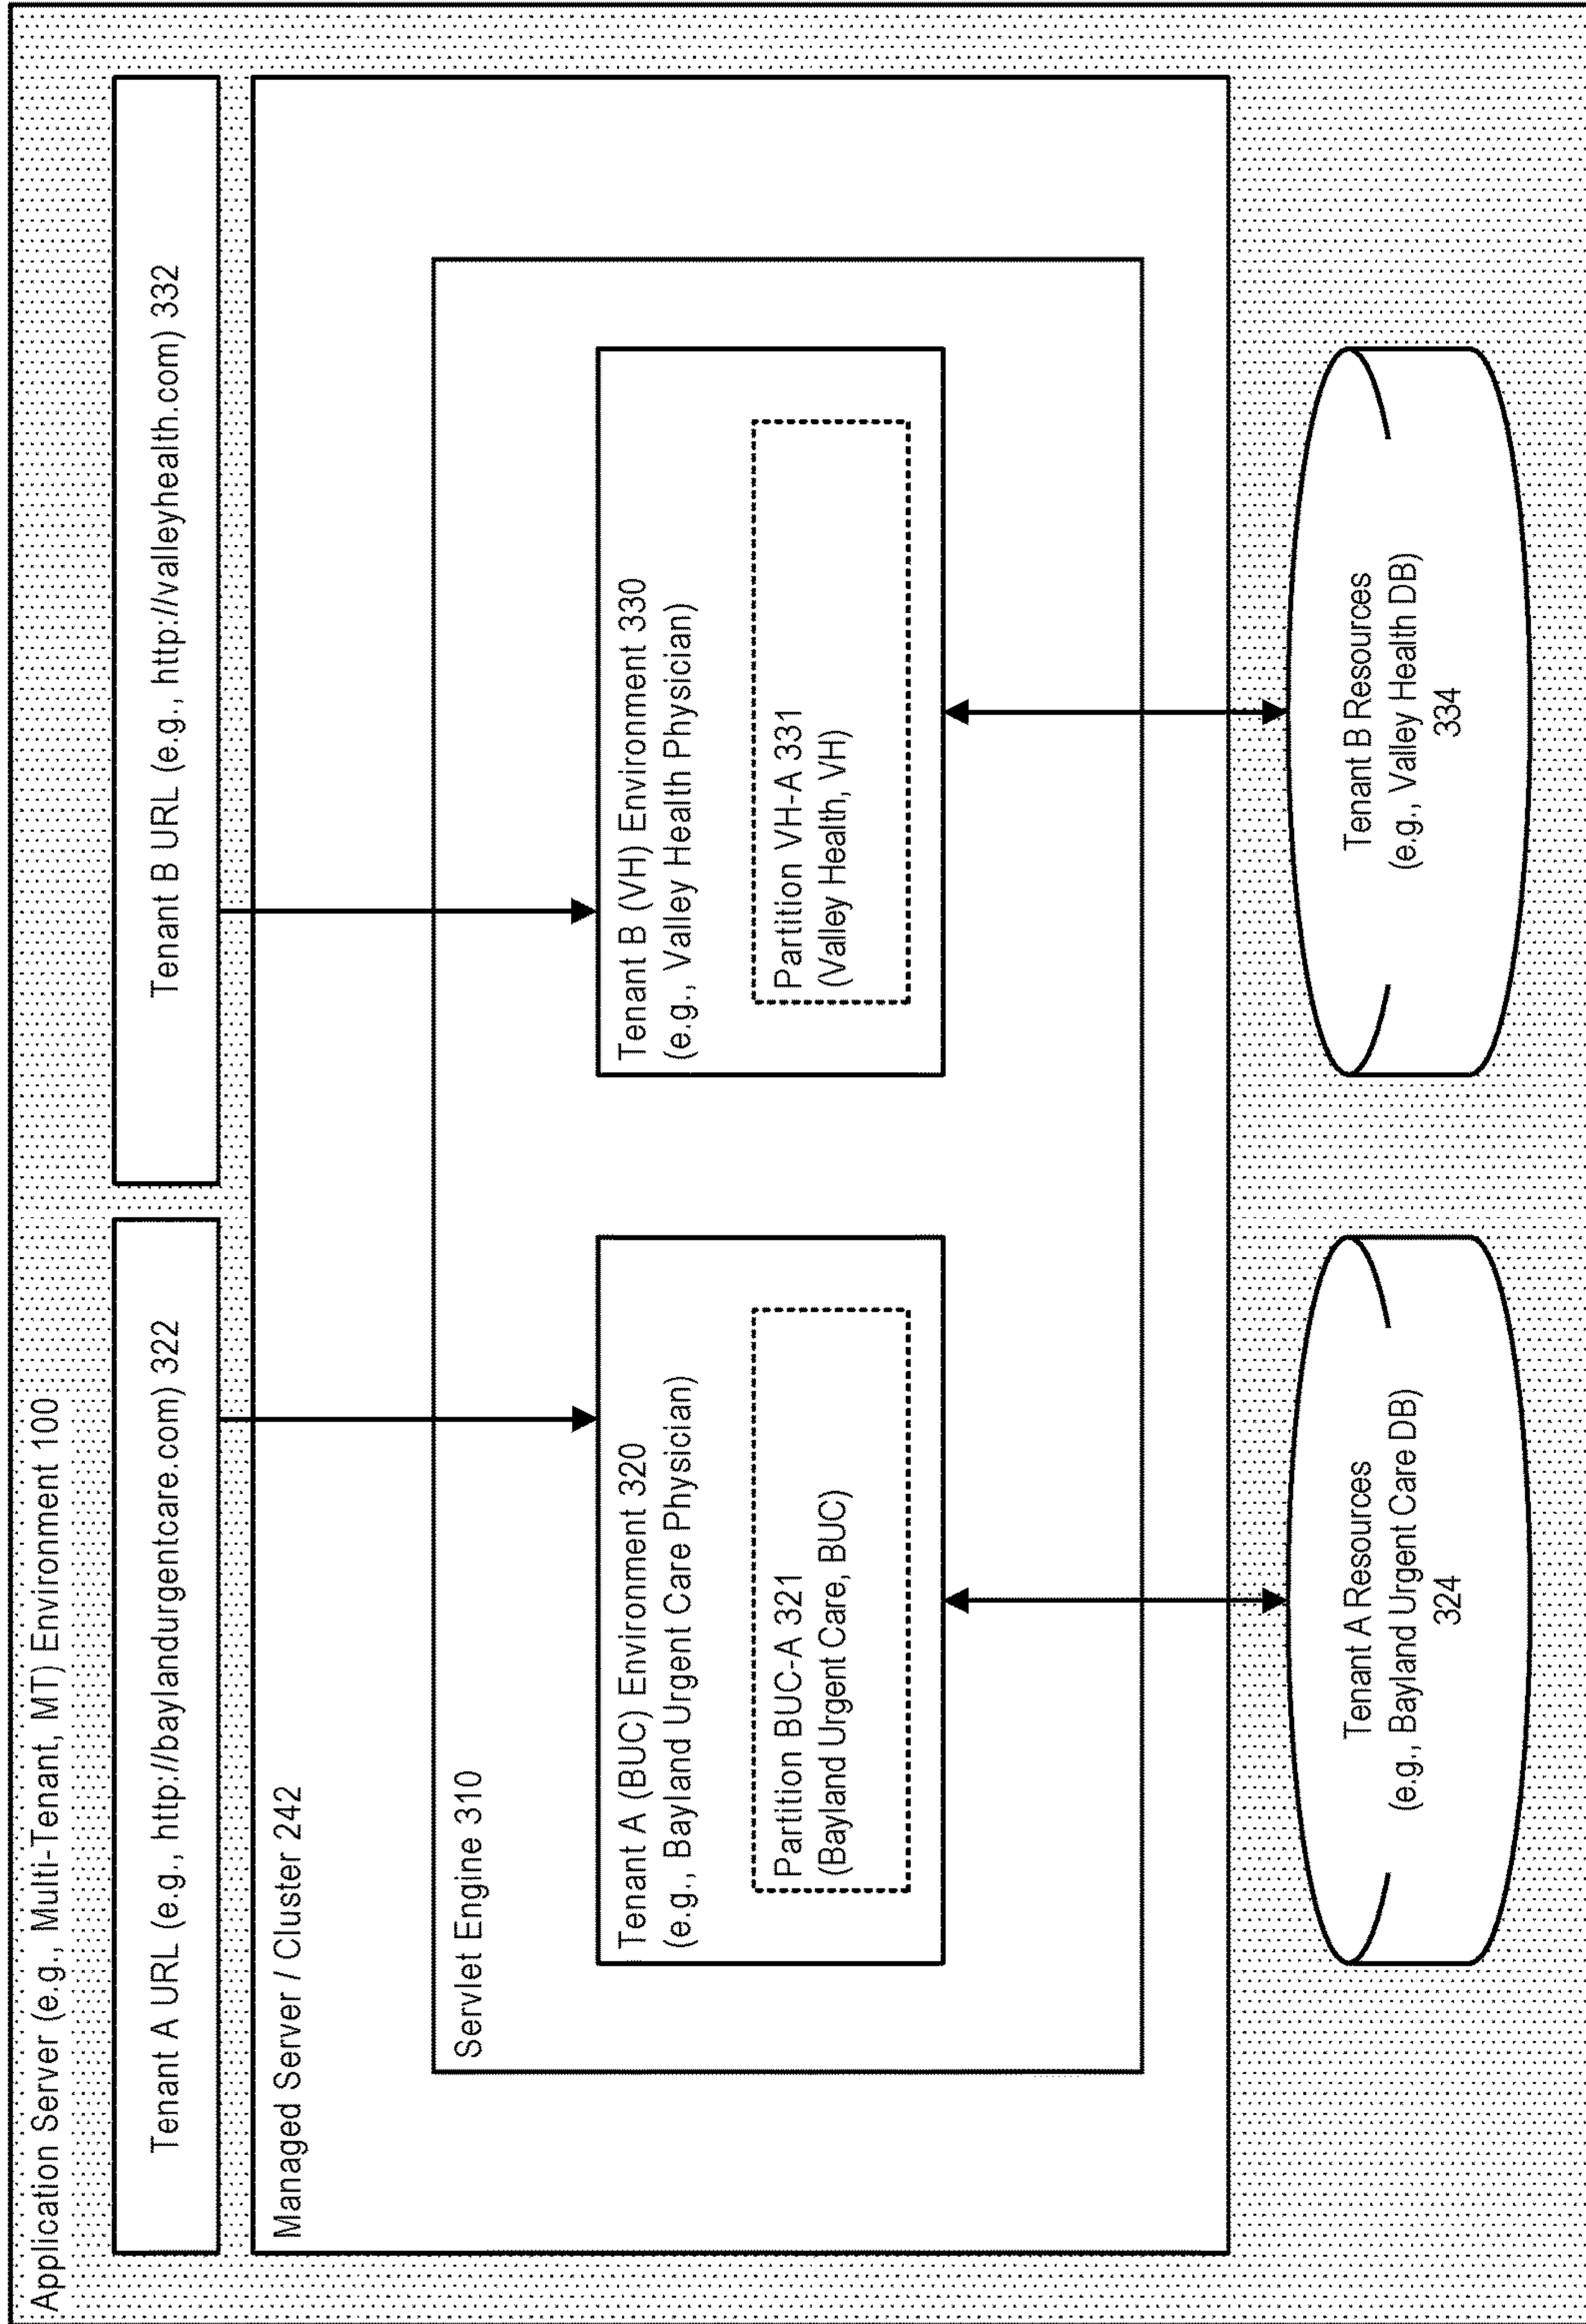 Application Server (e.g., Multi-Tenant, MT) Environment 100
Tenant A URL (e.g., http://baylandurgentcare.com) 322
Tenant B URL (e.g., http://valleyhealth.com) 332
Managed Server / Cluster 242
Servlet Engine 310
Tenant A (BUC) Environment 320
(e.g., Bayland Urgent Care Physician)
Partition BUC-A 321
(Bayland Urgent Care, BUC)
Tenant B (VH) Environment 330
(e.g., Valley Health Physician)
Partition VH-A 331
(Valley Health, VH)
Tenant A Resources
(e.g., Bayland Urgent Care DB)
324
Tenant B Resources
(e.g., Valley Health DB)
334